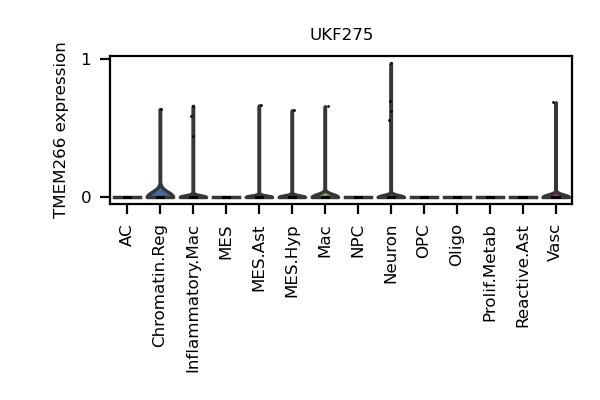 UKF275
TMEM266 expression
1
0
AC
Chromatin.Reg
Inflammatory.Mac
MES
MES.Ast
MES.Hyp
Mac
NPC
Neuron
OPC
Oligo
Prolif.Metab
Reactive.Ast
Vasc